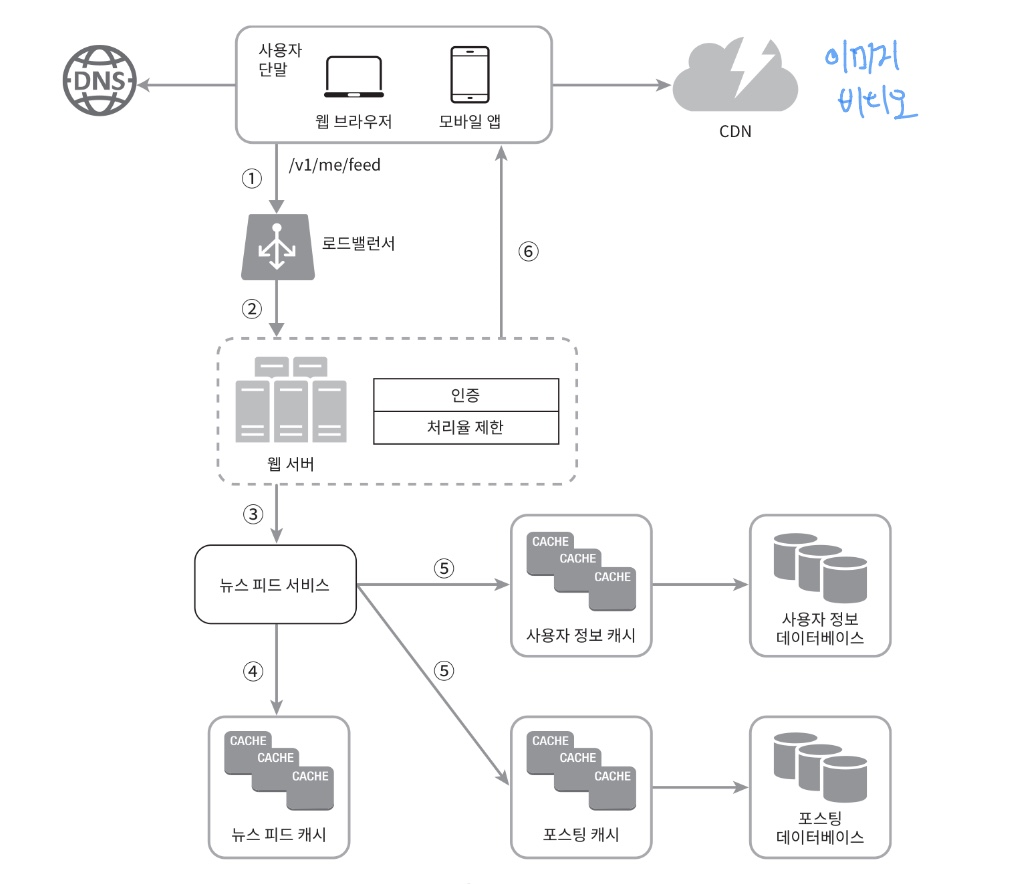 DNS
사용자
단말
웹 브라우저
모바일 앱
CDN
이미지
비디오
/v1/me/feed
①
로드밸런서
②
⑥
인증
처리율 제한
웹 서버
③
뉴스 피드 서비스
⑤
CACHE
CACHE
CACHE
사용자 정보 캐시
사용자 정보
데이터베이스
④
⑤
CACHE
CACHE
CACHE
뉴스 피드 캐시
CACHE
CACHE
CACHE
포스팅 캐시
포스팅
데이터베이스